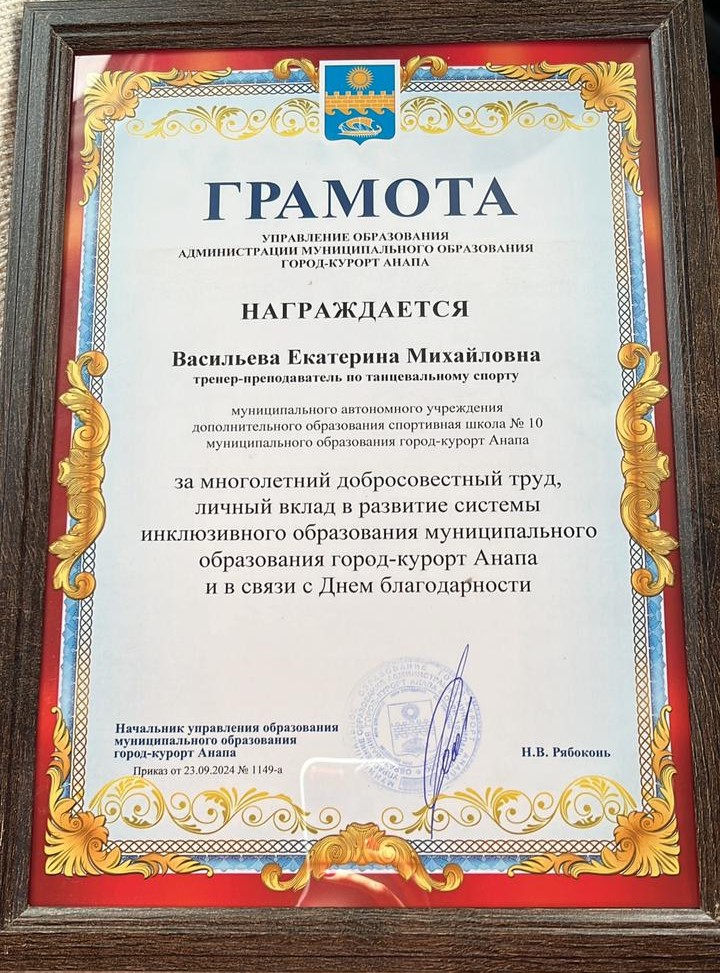 ГРАМОТА
УПРАВЛЕНИЕ ОБРАЗОВАНИЯ
АДМИНИСТРАЦИИ МУНИЦИПАЛЬНОГО ОБРАЗОВАНИЯ
ГОРОД-КУРОРТ АНАПА
НАГРАЖДАЕТСЯ
Васильева Екатерина Михайловна
тренер-преподаватель по танцевальному спорту
муниципального автономного учреждения
дополнительного образования спортивная школа № 10
муниципального образования город-курорт Анапа
за многолетний добросовестный труд,
личный вклад в развитие системы
инклюзивного образования муниципального
образования город-курорт Анапа
и в связи с Днем благодарности
Начальник управления образования
муниципального образования
город-курорт Анапа
Н.В. Рябоконь
Приказ от 23.09.2024 № 1149-а